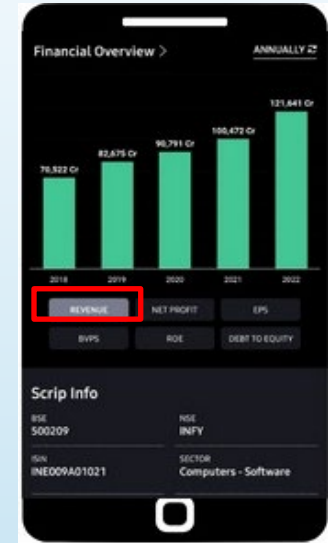 Financial Overview >
ANNUALLY
121,641 Cr
100,472 Cr
90,791 Cr
82,675 Cr
70,522 Cr
2018 2019 2020 2021 2022
REVENUE NET PROFIT EPS
BVPS ROE DEBT TO EQUITY
Scrip Info
BSE NSE
500209 INFY
ISIN SECTOR
INE009A01021 Computers - Software